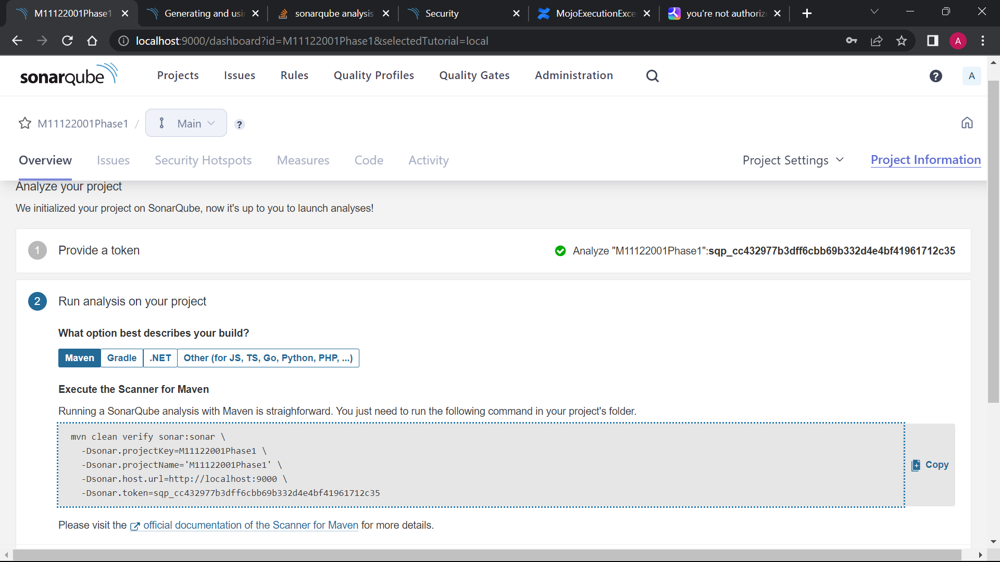 M11122001Phase1
Generating and usi
sonarqube analysis
Security
MojoExecutionExce
you're not authoriz
localhost:9000/dashboard?id=M11122001Phase1&selectedTutorial=local
A
sonarqube
Projects
Issues
Rules
Quality Profiles
Quality Gates
Administration
?
A
M11122001Phase1 /
Main
?
Overview
Issues
Security Hotspots
Measures
Code
Activity
Project Settings
Project Information
Analyze your project
We initialized your project on SonarQube, now it's up to you to launch analyses!
1
Provide a token
Analyze "M11122001Phase1":sqp_cc432977b3dff6cbb69b332d4e4bf41961712c35
2
Run analysis on your project
What option best describes your build?
Maven
Gradle
.NET
Other (for JS, TS, Go, Python, PHP, ...)
Execute the Scanner for Maven
Running a SonarQube analysis with Maven is straighforward. You just need to run the following command in your project's folder.
mvn clean verify sonar:sonar \
-Dsonar.projectKey=M11122001Phase1 \
-Dsonar.projectName='M11122001Phase1' \
-Dsonar.host.url=http://localhost:9000 \
-Dsonar.token=sqp_cc432977b3dff6cbb69b332d4e4bf41961712c35
Copy
Please visit the official documentation of the Scanner for Maven for more details.